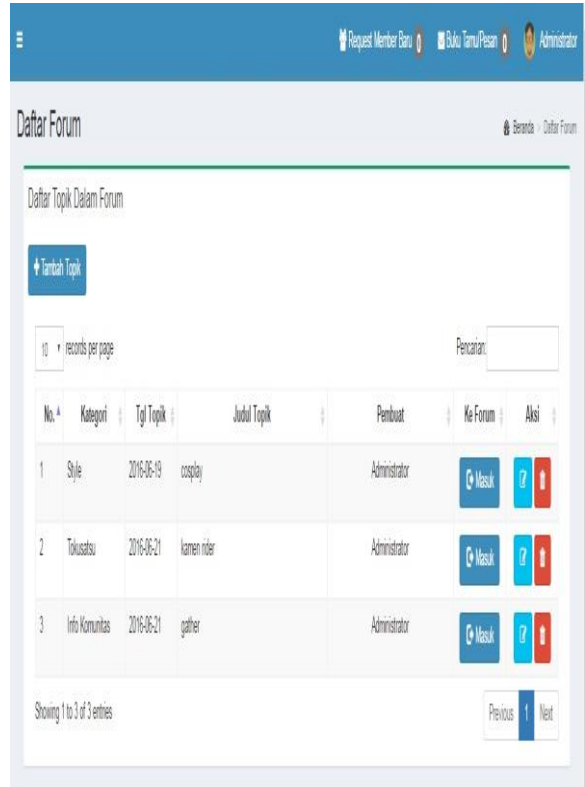 Request Member Baru 0 Buku Tamu/Pesan 0 Administrator
Daftar Forum
Beranda > Daftar Forum
Daftar Topik Dalam Forum
Tambah Topik
10 records per page
Pencarian:
No. Kategori Tgl Topik Judul Topik Pembuat Ke Forum Aksi
1 Style 2016-06-19 cosplay Administrator Masuk
2 Tokusatsu 2016-06-21 kamen rider Administrator Masuk
3 Info Komunitas 2016-06-21 gather Administrator Masuk
Showing 1 to 3 of 3 entries
Previous 1 Next